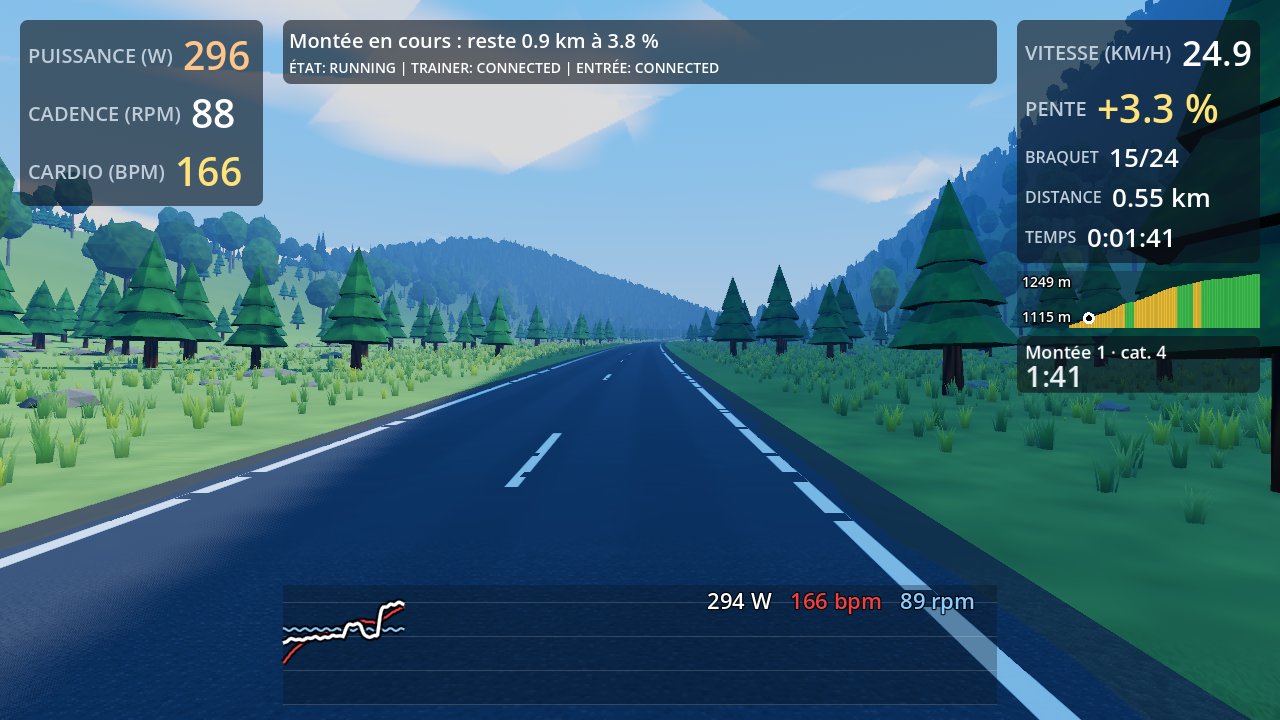 PUISSANCE (W) 296
CADENCE (RPM) 88
CARDIO (BPM) 166
Montée en cours : reste 0.9 km à 3.8 %
ÉTAT: RUNNING | TRAINER: CONNECTED | ENTRÉE: CONNECTED
VITESSE (KM/H) 24.9
PENTE +3.3 %
BRAQUET 15/24
DISTANCE 0.55 km
TEMPS 0:01:41
1249 m
1115 m
Montée 1 · cat. 4
1:41
294 W 166 bpm 89 rpm